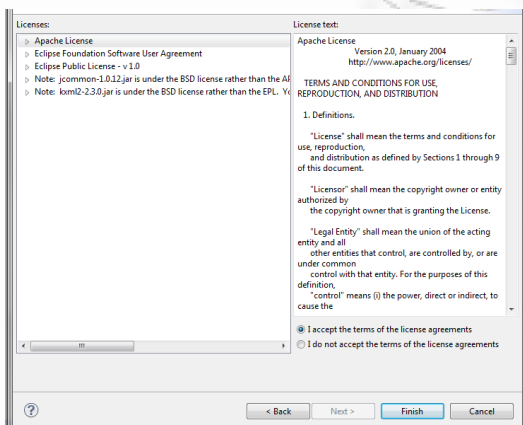 Licenses:
License text:
Apache License
Eclipse Foundation Software User Agreement
Eclipse Public License - v 1.0
Note: jcommon-1.0.12.jar is under the BSD license rather than the
Note: kxml2-2.3.0.jar is under the BSD license rather than the EPL.
Apache License
Version 2.0, January 2004
http://www.apache.org/licenses/
TERMS AND CONDITIONS FOR USE,
REPRODUCTION, AND DISTRIBUTION
1. Definitions.
"License" shall mean the terms and conditions for
use, reproduction,
and distribution as defined by Sections 1 through 9
of this document.
"Licensor" shall mean the copyright owner or entity
authorized by
the copyright owner that is granting the License.
"Legal Entity" shall mean the union of the acting
entity and all
other entities that control, are controlled by, or are
under common
control with that entity. For the purposes of this
definition,
"control" means (i) the power, direct or indirect, to
cause the
I accept the terms of the license agreements
I do not accept the terms of the license agreements
?
< Back
Next >
Finish
Cancel